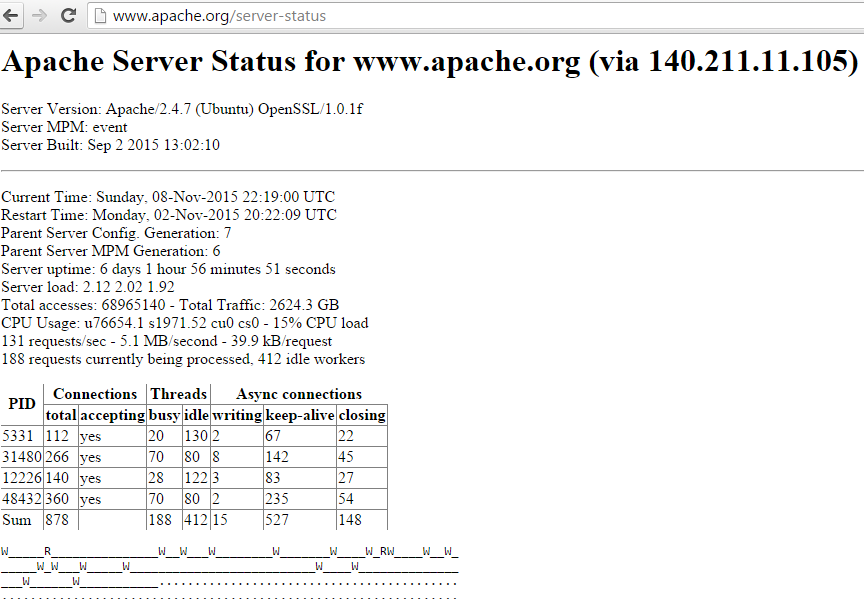 www.apache.org/server-status
Apache Server Status for www.apache.org (via 140.211.11.105)
Server Version: Apache/2.4.7 (Ubuntu) OpenSSL/1.0.1f
Server MPM: event
Server Built: Sep 2 2015 13:02:10
Current Time: Sunday, 08-Nov-2015 22:19:00 UTC
Restart Time: Monday, 02-Nov-2015 20:22:09 UTC
Parent Server Config. Generation: 7
Parent Server MPM Generation: 6
Server uptime: 6 days 1 hour 56 minutes 51 seconds
Server load: 2.12 2.02 1.92
Total accesses: 68965140 - Total Traffic: 2624.3 GB
CPU Usage: u76654.1 s1971.52 cu0 cs0 - 15% CPU load
131 requests/sec - 5.1 MB/second - 39.9 kB/request
188 requests currently being processed, 412 idle workers
PID Connections Threads Async connections
total accepting busy idle writing keep-alive closing
5331 112 yes 20 130 2 67 22
31480 266 yes 70 80 8 142 45
12226 140 yes 28 122 3 83 27
48432 360 yes 70 80 2 235 54
Sum 878 188 412 15 527 148
W_____R_______________W__W___W________W_______W____W_RW____W__W_
_____W_W___W_____W__________________________W____W______________
___W______W___________..........................................
................................................................